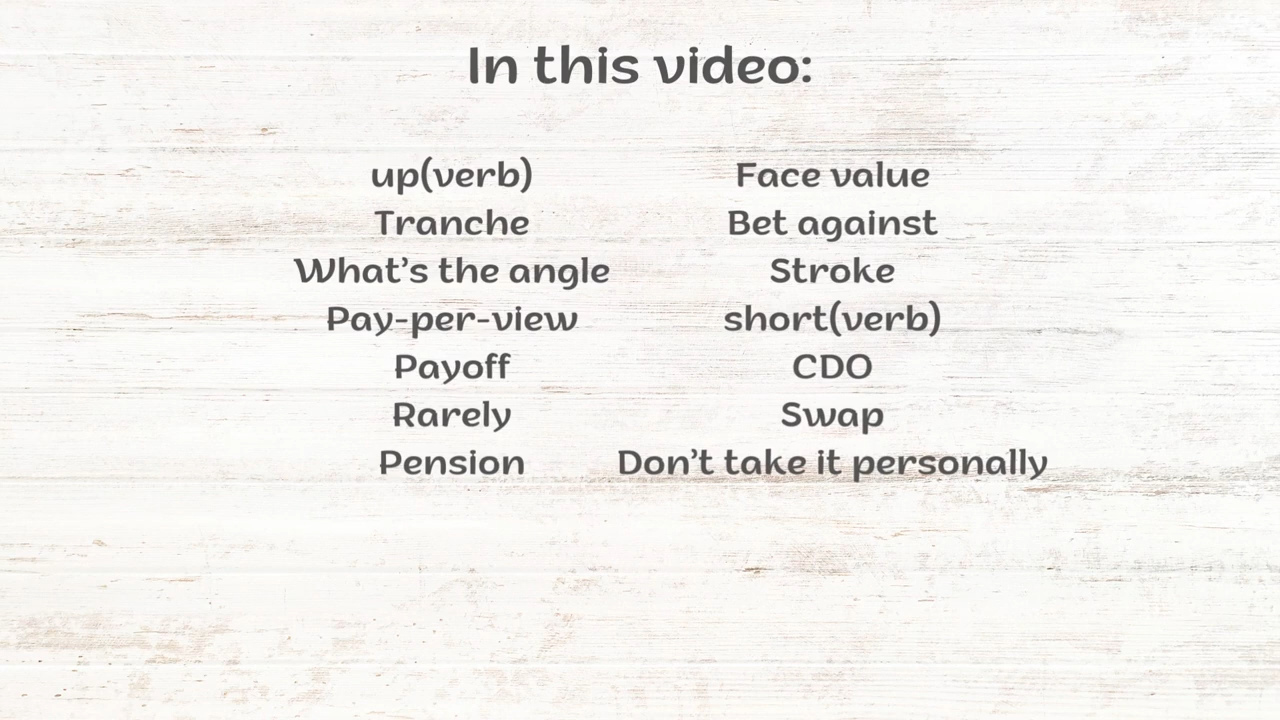 In this video:
up(verb)
Tranche
What's the angle
Pay-per-view
Payoff
Rarely
Pension
Face value
Bet against
Stroke
short(verb)
CDO
Swap
Don't take it personally